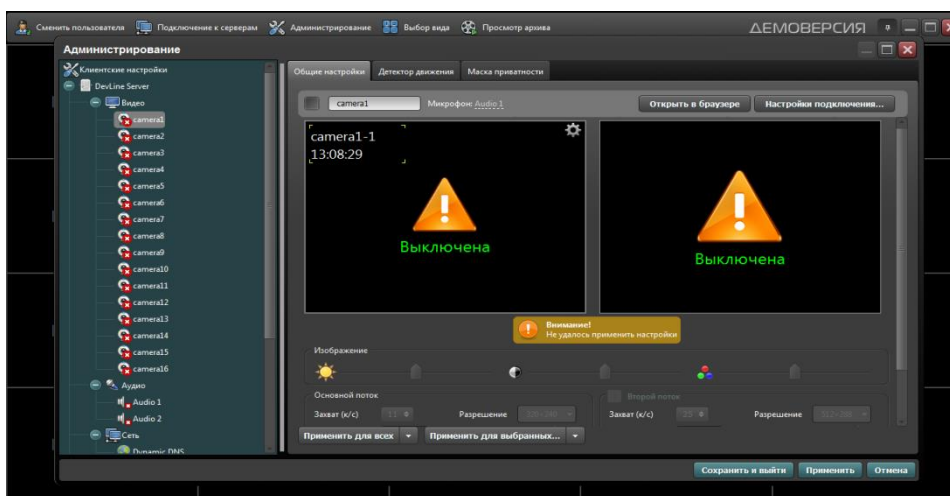 Сменить пользователя Подключение к серверам Администрирование Выбор вида Просмотр архива ДЕМОВЕРСИЯ
Администрирование
Клиентские настройки
DevLine Server
Видео
camera1
camera2
camera3
camera4
camera5
camera6
camera7
camera8
camera9
camera10
camera11
camera12
camera13
camera14
camera15
camera16
Аудио
Audio 1
Audio 2
Сеть
Dynamic DNS
Общие настройки Детектор движения Маска приватности
camera1 Микрофон: Audio 1 Открыть в браузере Настройки подключения...
camera1-1
13:08:29
Выключена
Выключена
Внимание!
Не удалось применить настройки
Изображение
Основной поток Второй поток
Захват (к/с) 11 Разрешение Захват (к/с) 25 Разрешение
Применить для всех Применить для выбранных...
Сохранить и выйти Применить Отмена